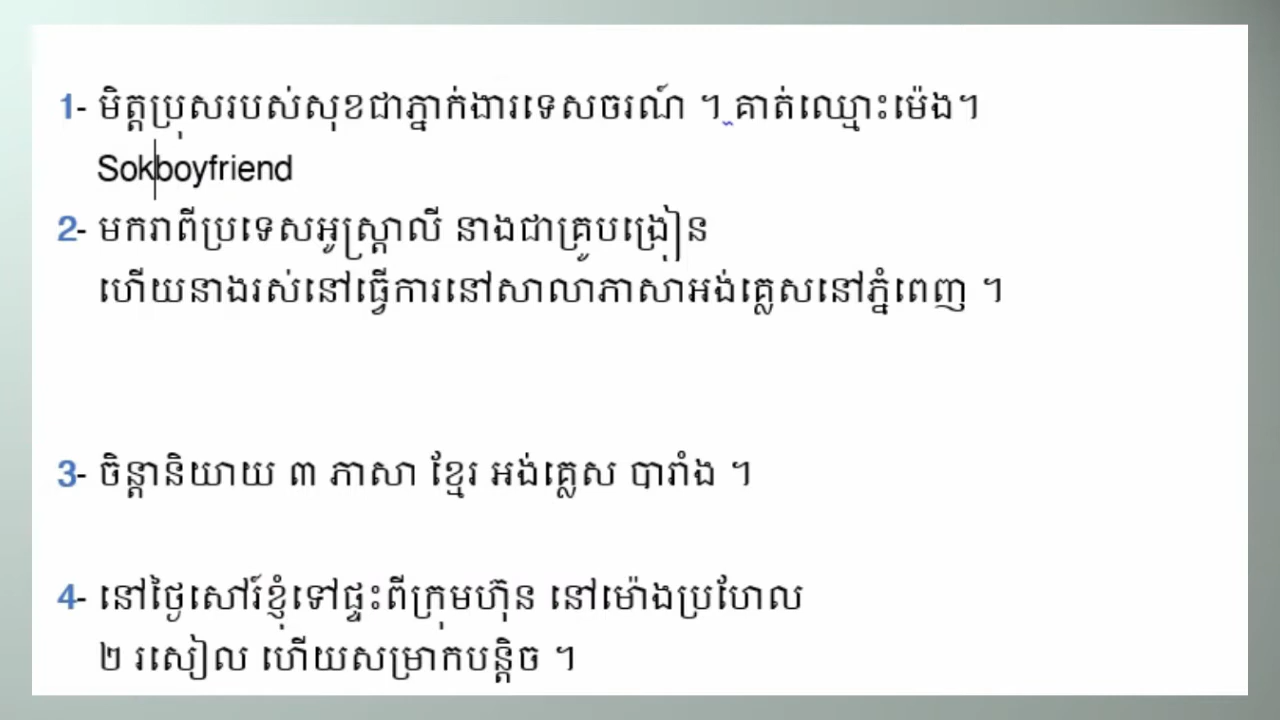 1- មិត្តប្រុសរបស់សុខជាភ្នាក់ងារទេសចរណ៍ ។ គាត់ឈ្មោះម៉េង។
Sokboyfriend
2- មករាពីប្រទេសអូស្ត្រាលី នាងជាគ្រូបង្រៀន
ហើយនាងរស់នៅធ្វើការនៅសាលាភាសាអង់គ្លេសនៅភ្នំពេញ ។
3- ចិន្តានិយាយ ៣ ភាសា ខ្មែរ អង់គ្លេស បារាំង ។
4- នៅថ្ងៃសៅរ៍ខ្ញុំទៅផ្ទះពីក្រុមហ៊ុន នៅម៉ោងប្រហែល
២ រសៀល ហើយសម្រាកបន្តិច ។